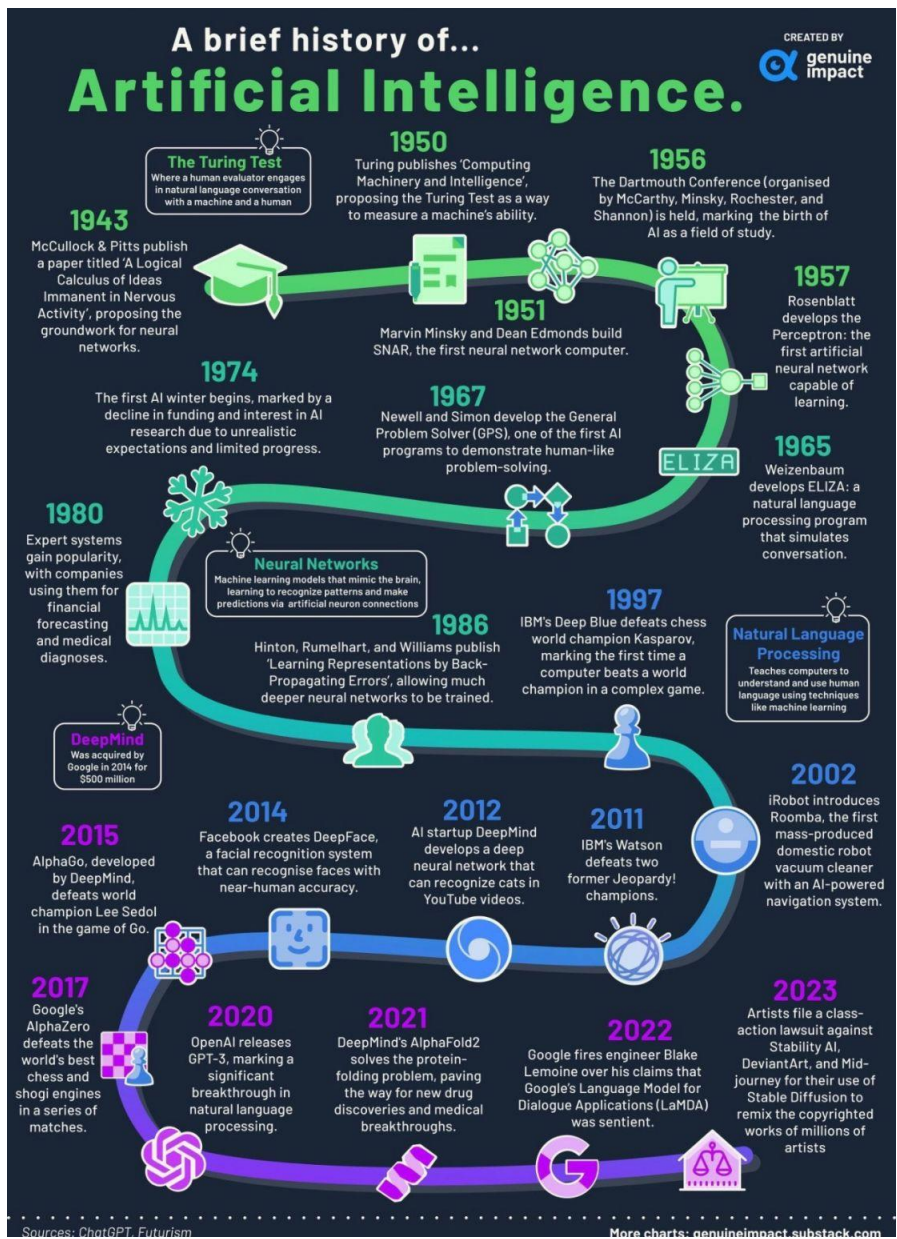 A brief history of...
Artificial Intelligence.
CREATED BY
genuine
impact
The Turing Test
Where a human evaluator engages
in natural language conversation
with a machine and a human
1943
McCullock & Pitts publish
a paper titled ‘A Logical
Calculus of Ideas
Immanent in Nervous
Activity’, proposing the
groundwork for neural
networks.
1950
Turing publishes ‘Computing
Machinery and Intelligence’,
proposing the Turing Test as a way
to measure a machine’s ability.
1951
Marvin Minsky and Dean Edmonds build
SNAR, the first neural network computer.
1956
The Dartmouth Conference (organised
by McCarthy, Minsky, Rochester, and
Shannon) is held, marking the birth of
AI as a field of study.
1957
Rosenblatt
develops the
Perceptron: the
first artificial
neural network
capable of
learning.
ELIZA
1965
Weizenbaum
develops ELIZA: a
natural language
processing program
that simulates
conversation.
1967
Newell and Simon develop the General
Problem Solver (GPS), one of the first AI
programs to demonstrate human-like
problem-solving.
1974
The first AI winter begins, marked by a
decline in funding and interest in AI
research due to unrealistic
expectations and limited progress.
1980
Expert systems
gain popularity,
with companies
using them for
financial
forecasting
and medical
diagnoses.
Neural Networks
Machine learning models that mimic the brain,
learning to recognize patterns and make
predictions via artificial neuron connections
1986
Hinton, Rumelhart, and Williams publish
‘Learning Representations by Back-
Propagating Errors’, allowing much
deeper neural networks to be trained.
1997
IBM's Deep Blue defeats chess
world champion Kasparov,
marking the first time a
computer beats a world
champion in a complex game.
Natural Language
Processing
Teaches computers to
understand and use human
language using techniques
like machine learning
2002
iRobot introduces
Roomba, the first
mass-produced
domestic robot
vacuum cleaner
with an AI-powered
navigation system.
2011
IBM's Watson
defeats two
former Jeopardy!
champions.
2012
AI startup DeepMind
develops a deep
neural network that
can recognize cats in
YouTube videos.
2014
Facebook creates DeepFace,
a facial recognition system
that can recognise faces with
near-human accuracy.
DeepMind
Was acquired by
Google in 2014 for
$500 million
2015
AlphaGo, developed
by DeepMind,
defeats world
champion Lee Sedol
in the game of Go.
2017
Google's
AlphaZero
defeats the
world's best
chess and
shogi engines
in a series of
matches.
2020
OpenAI releases
GPT-3, marking a
significant
breakthrough in
natural language
processing.
2021
DeepMind's AlphaFold2
solves the protein-
folding problem, paving
the way for new drug
discoveries and medical
breakthroughs.
2022
Google fires engineer Blake
Lemoine over his claims that
Google's Language Model for
Dialogue Applications (LaMDA)
was sentient.
2023
Artists file a class-
action lawsuit against
Stability AI,
DeviantArt, and Mid-
journey for their use of
Stable Diffusion to
remix the copyrighted
works of millions of
artists
Sources: ChatGPT, Futurism
More charts: genuineimpact.substack.com